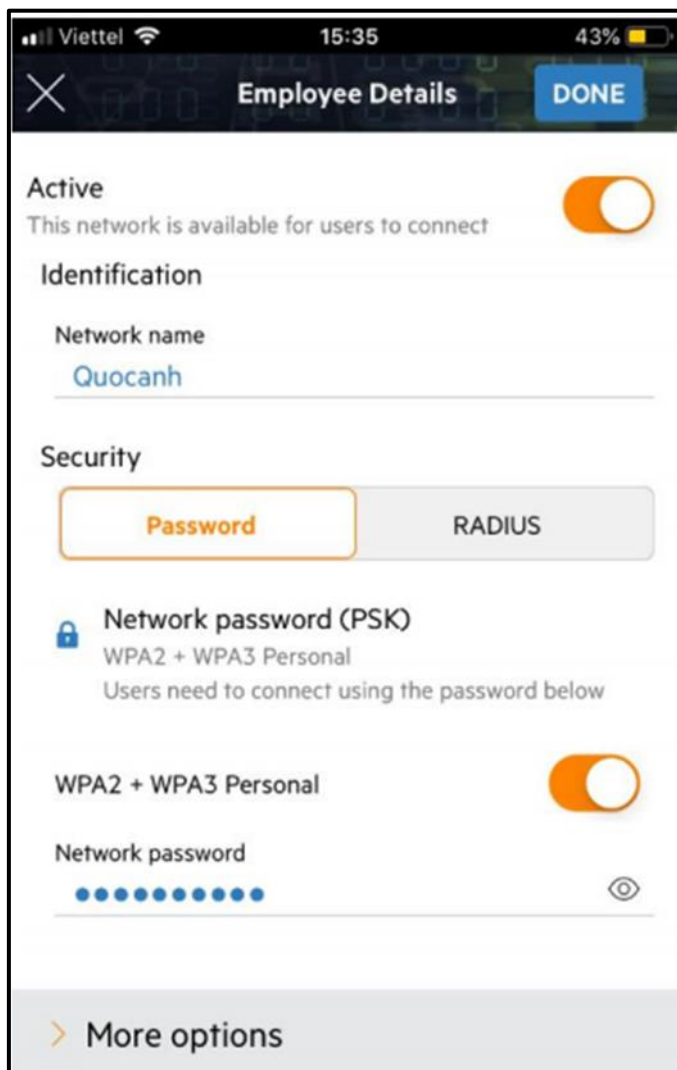 Viettel 15:35 43%
Employee Details DONE
Active
This network is available for users to connect
Identification
Network name
Quocanh
Security
Password RADIUS
Network password (PSK)
WPA2 + WPA3 Personal
Users need to connect using the password below
WPA2 + WPA3 Personal
Network password
••••••••••
More options